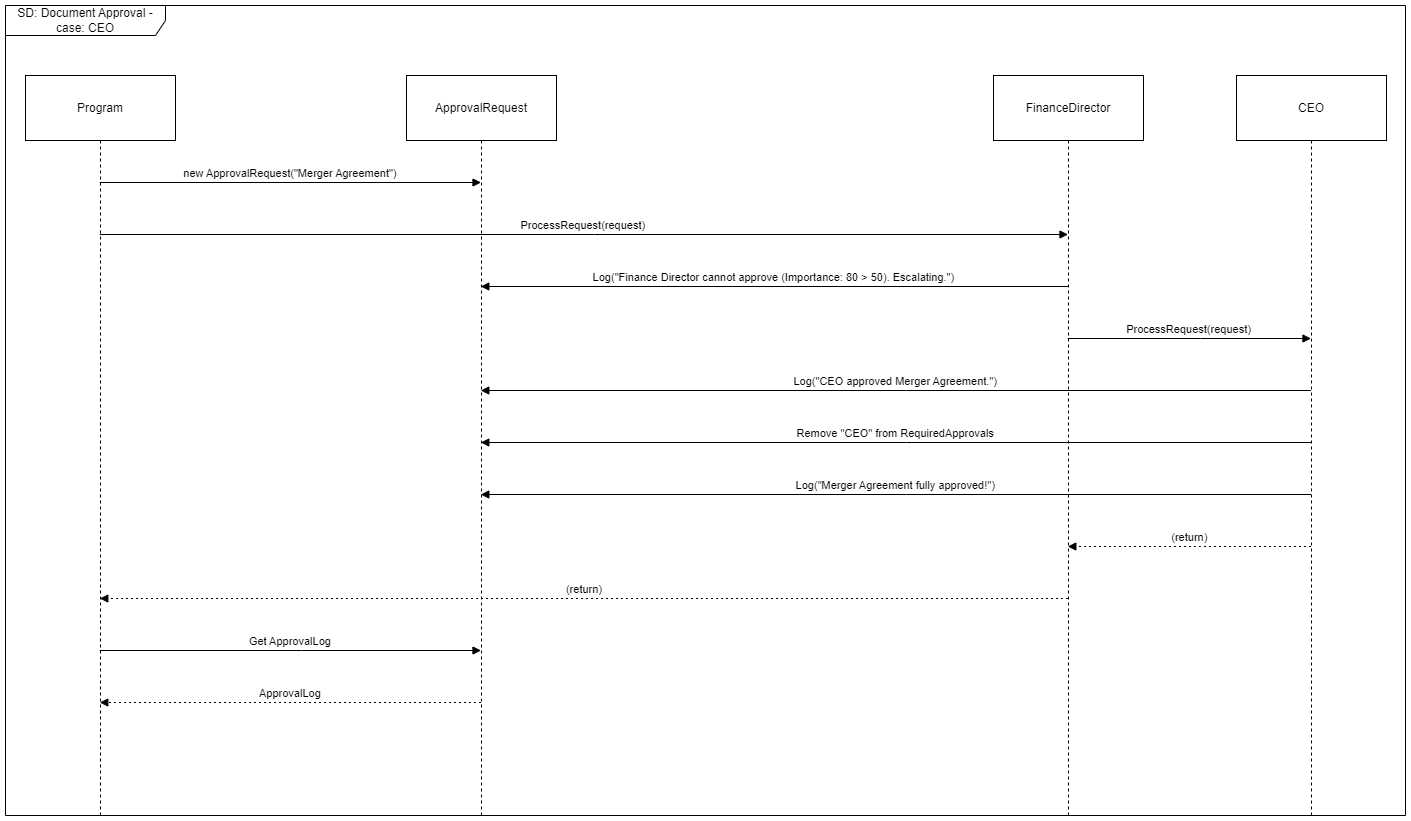 SD: Document Approval -
case: CEO
Program
ApprovalRequest
FinanceDirector
CEO
new ApprovalRequest("Merger Agreement")
ProcessRequest(request)
Log("Finance Director cannot approve (Importance: 80 > 50). Escalating.")
ProcessRequest(request)
Log("CEO approved Merger Agreement.")
Remove "CEO" from RequiredApprovals
Log("Merger Agreement fully approved!")
(return)
(return)
Get ApprovalLog
ApprovalLog